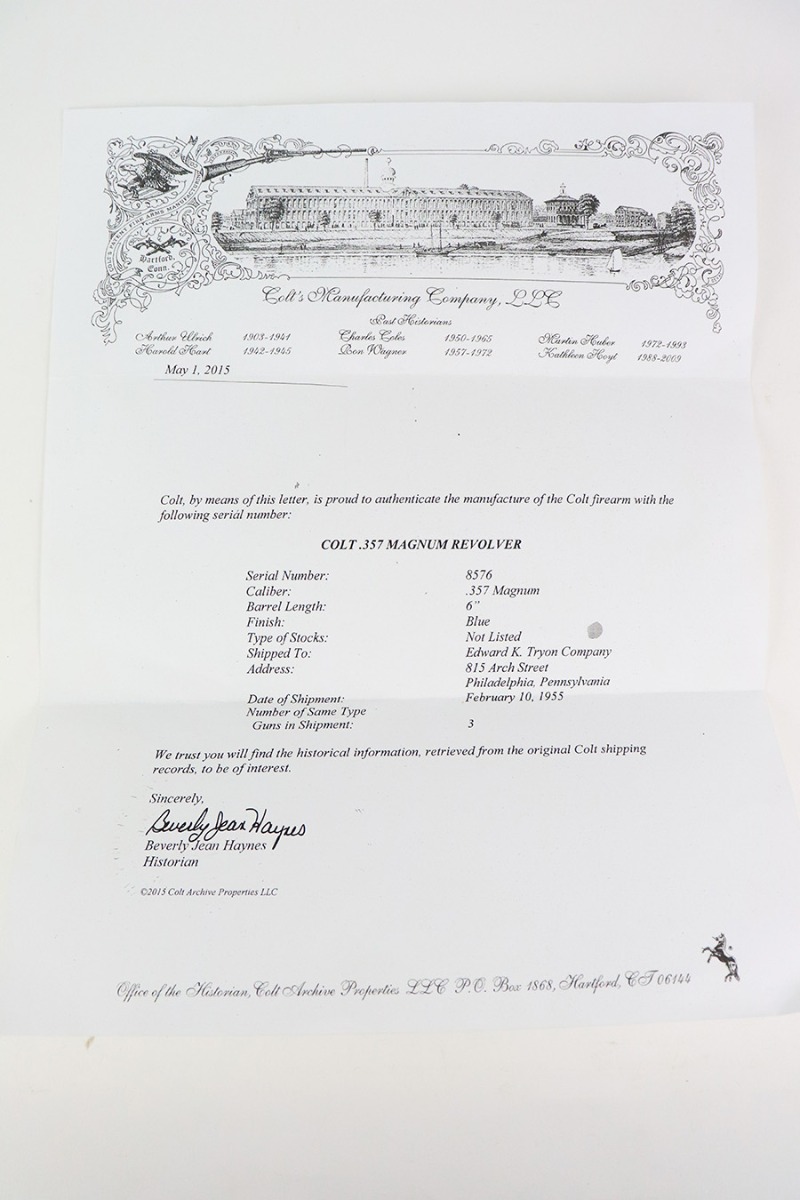 Hartford,
Conn.
Colt's Manufacturing Company, LLC
Past Historians
Arthur Ulrich 1903-1941 Charles Coles 1950-1965 Martin Huber 1972-1993
Harold Hart 1942-1945 Ron Wagner 1957-1972 Kathleen Hoyt 1988-2009
May 1, 2015
Colt, by means of this letter, is proud to authenticate the manufacture of the Colt firearm with the
following serial number:
COLT .357 MAGNUM REVOLVER
Serial Number: 8576
Caliber: .357 Magnum
Barrel Length: 6"
Finish: Blue
Type of Stocks: Not Listed
Shipped To: Edward K. Tryon Company
Address: 815 Arch Street
Philadelphia, Pennsylvania
Date of Shipment: February 10, 1955
Number of Same Type
Guns in Shipment: 3
We trust you will find the historical information, retrieved from the original Colt shipping
records, to be of interest.
Sincerely,
Beverly Jean Haynes
Beverly Jean Haynes
Historian
©2015 Colt Archive Properties LLC
Office of the Historian, Colt Archive Properties LLC P.O. Box 1868, Hartford, CT 06144